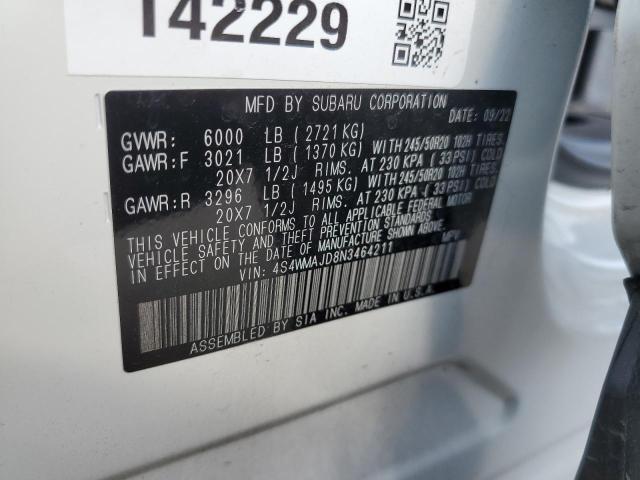 142229
MFD BY SUBARU CORPORATION DATE: 09/22
GVWR: 6000 LB ( 2721 KG)
GAWR:F 3021 LB ( 1370 KG) WITH 245/50R20 102H TIRES.
20X7 1/2J RIMS. AT 230 KPA ( 33 PSI) COLD
GAWR:R 3296 LB ( 1495 KG) WITH 245/50R20 102H TIRES.
20X7 1/2J RIMS. AT 230 KPA ( 33 PSI) COLD
THIS VEHICLE CONFORMS TO ALL APPLICABLE FEDERAL MOTOR
VEHICLE SAFETY AND THEFT PREVENTION STANDARDS
IN EFFECT ON THE DATE OF MANUFACTURE SHOWN ABOVE.
VIN: 4S4WMAJD8N3464211 MPV
ASSEMBLED BY SIA INC. MADE IN U.S.A.